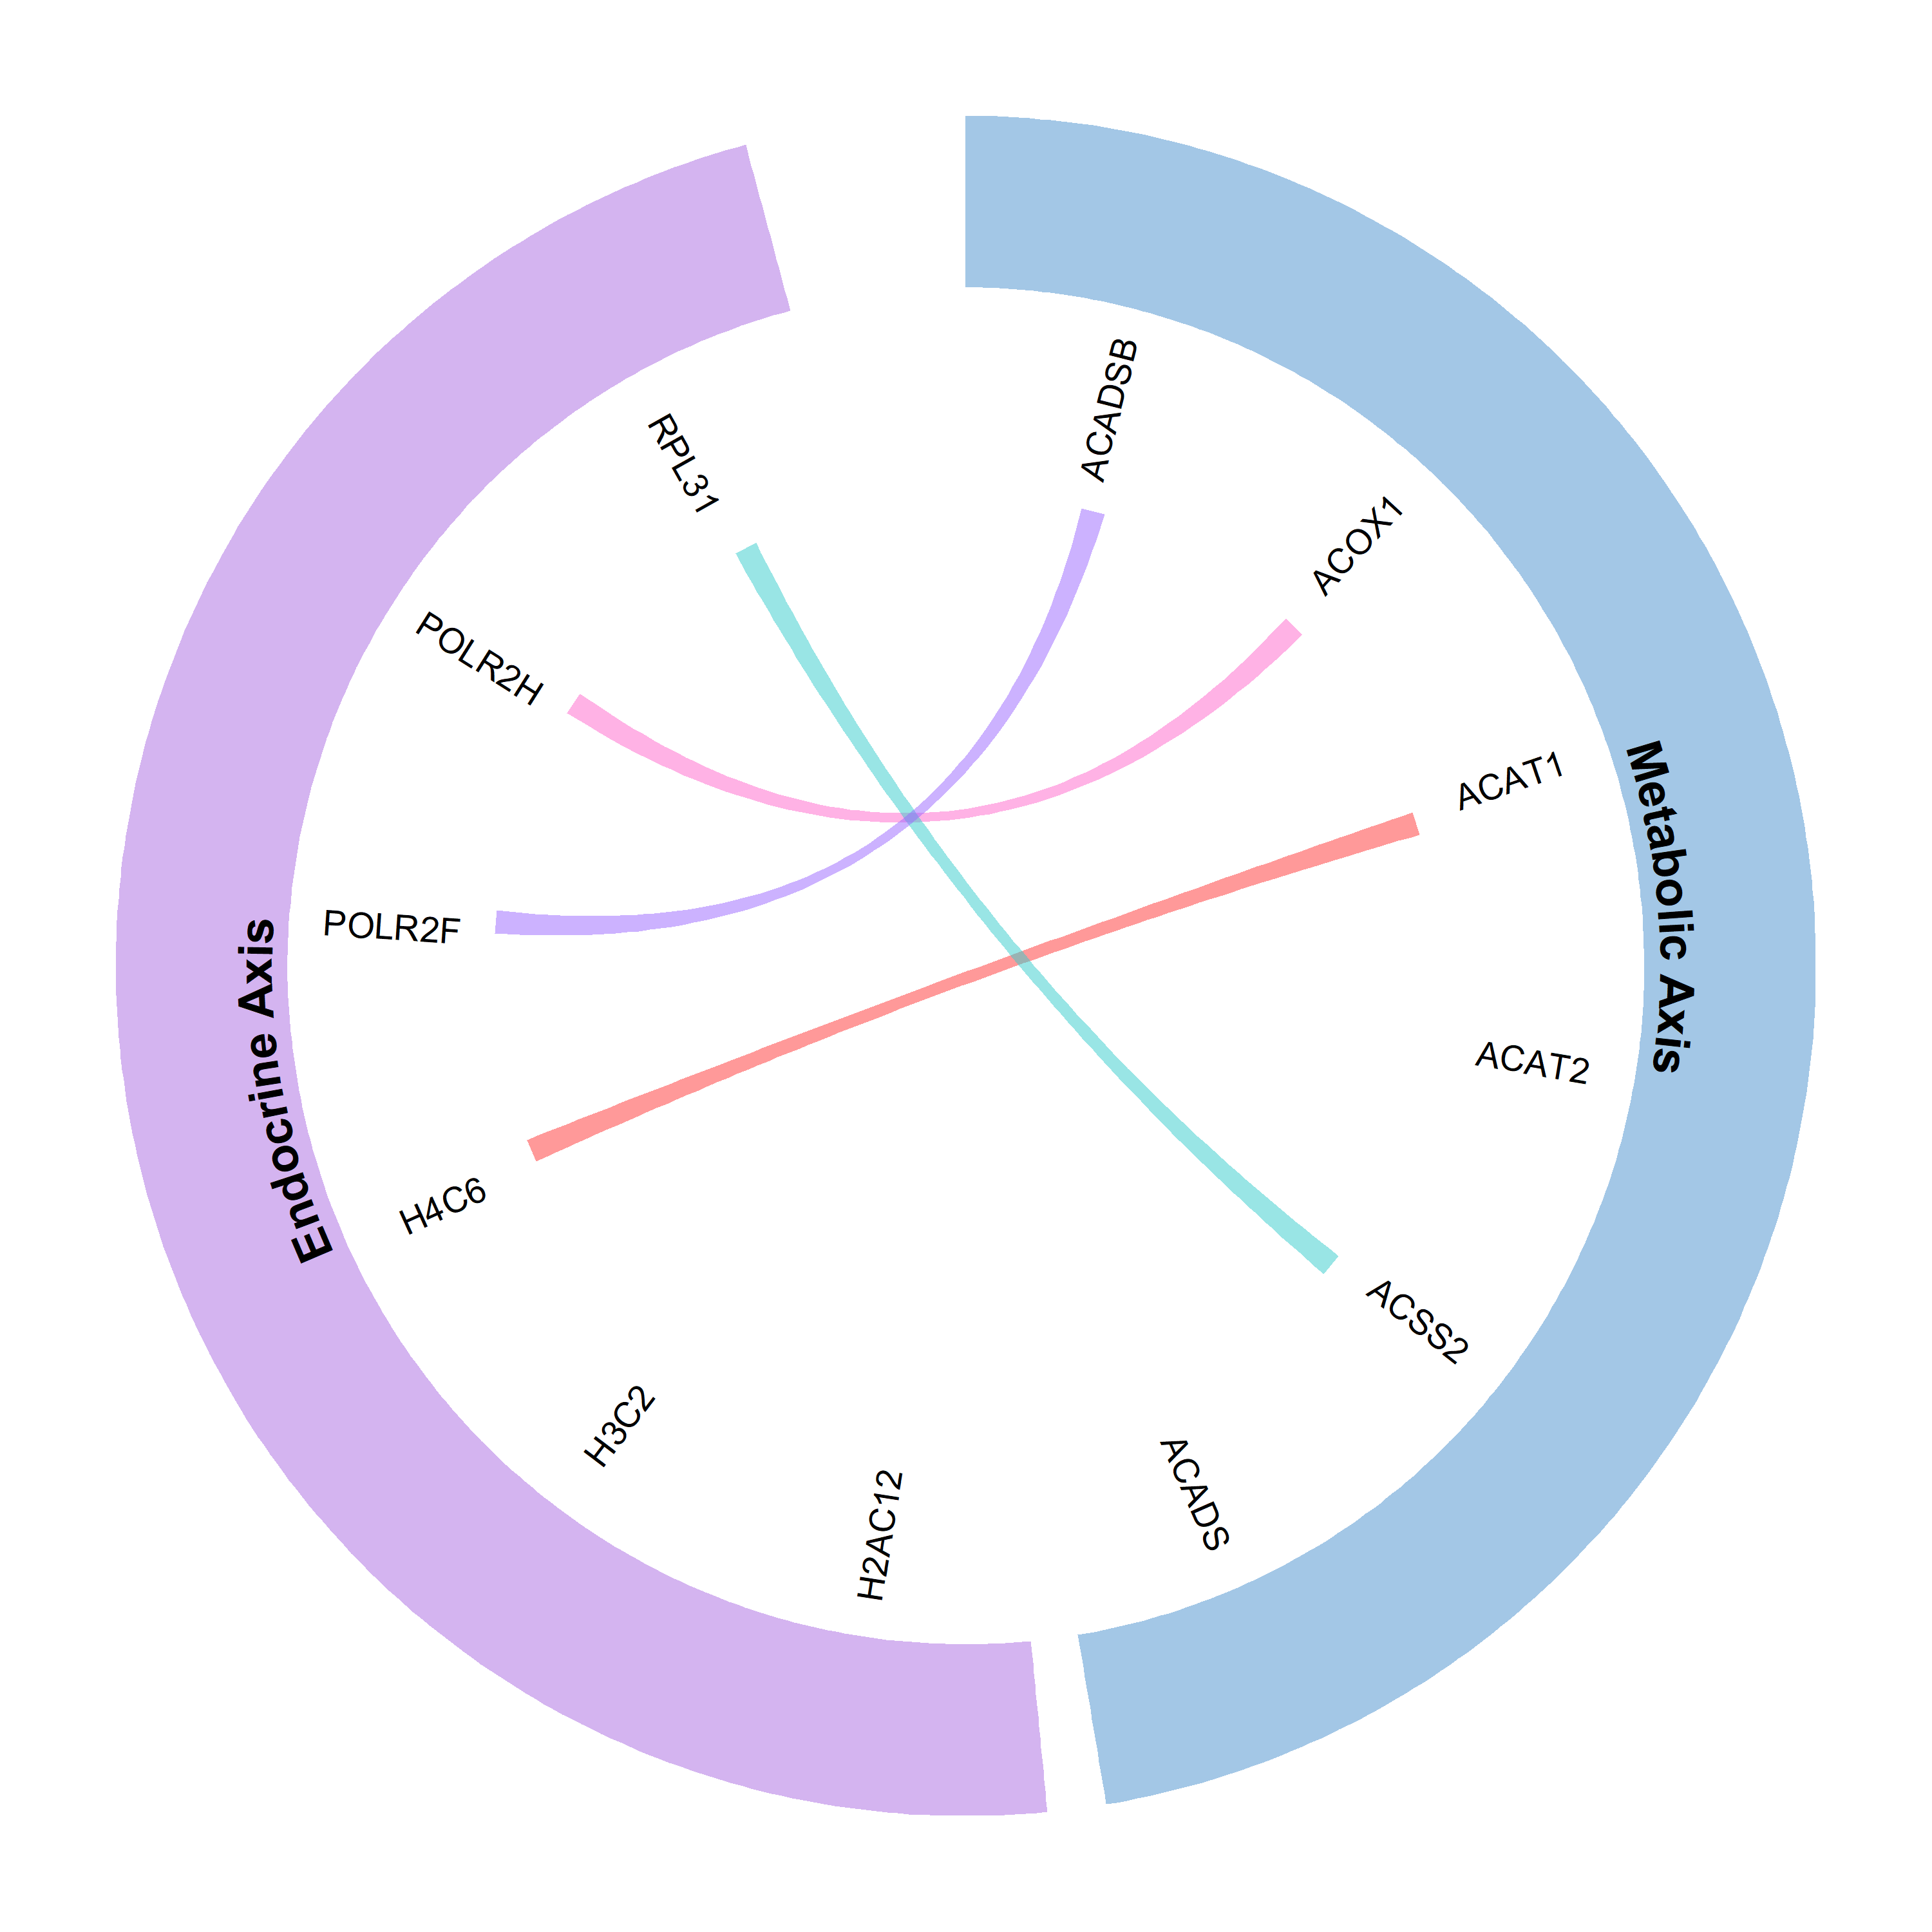 ACADSB
ACOX1
ACAT1
Metabolic Axis
ACAT2
ACSS2
ACADS
H2AC12
H3C2
H4C6
Endocrine Axis
POLR2F
POLR2H
RPL31